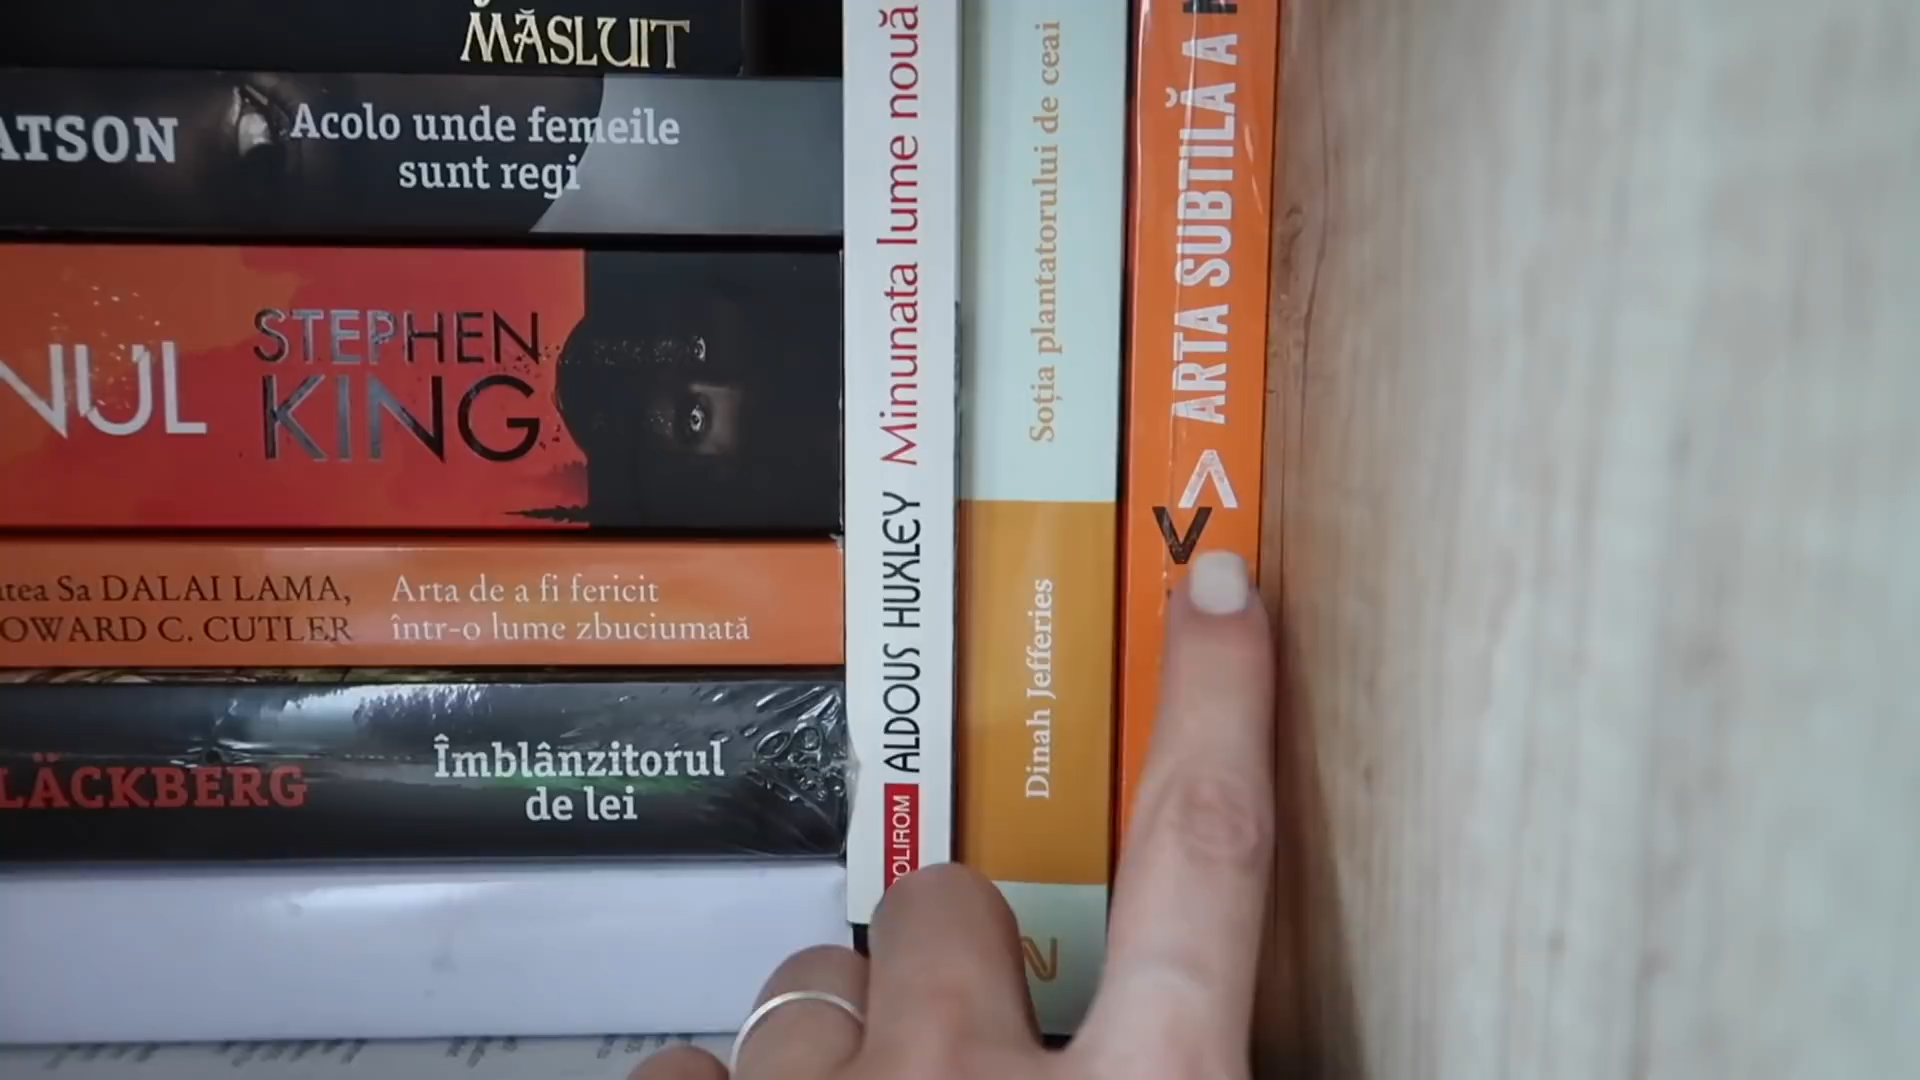 MĂSLUIT
ATSON
Acolo unde femeile
sunt regi
NUL
STEPHEN
KING
Sa DALAI LAMA,
OWARD C. CUTLER
Arta de a fi fericit
într-o lume zbuciumată
LÄCKBERG
Îmblânzitorul
de lei
POLIROM ALDOUS HUXLEY Minunata lume nouă
Dinah Jefferies Soția plantatorului de ceai
ARTA SUBTILĂ A